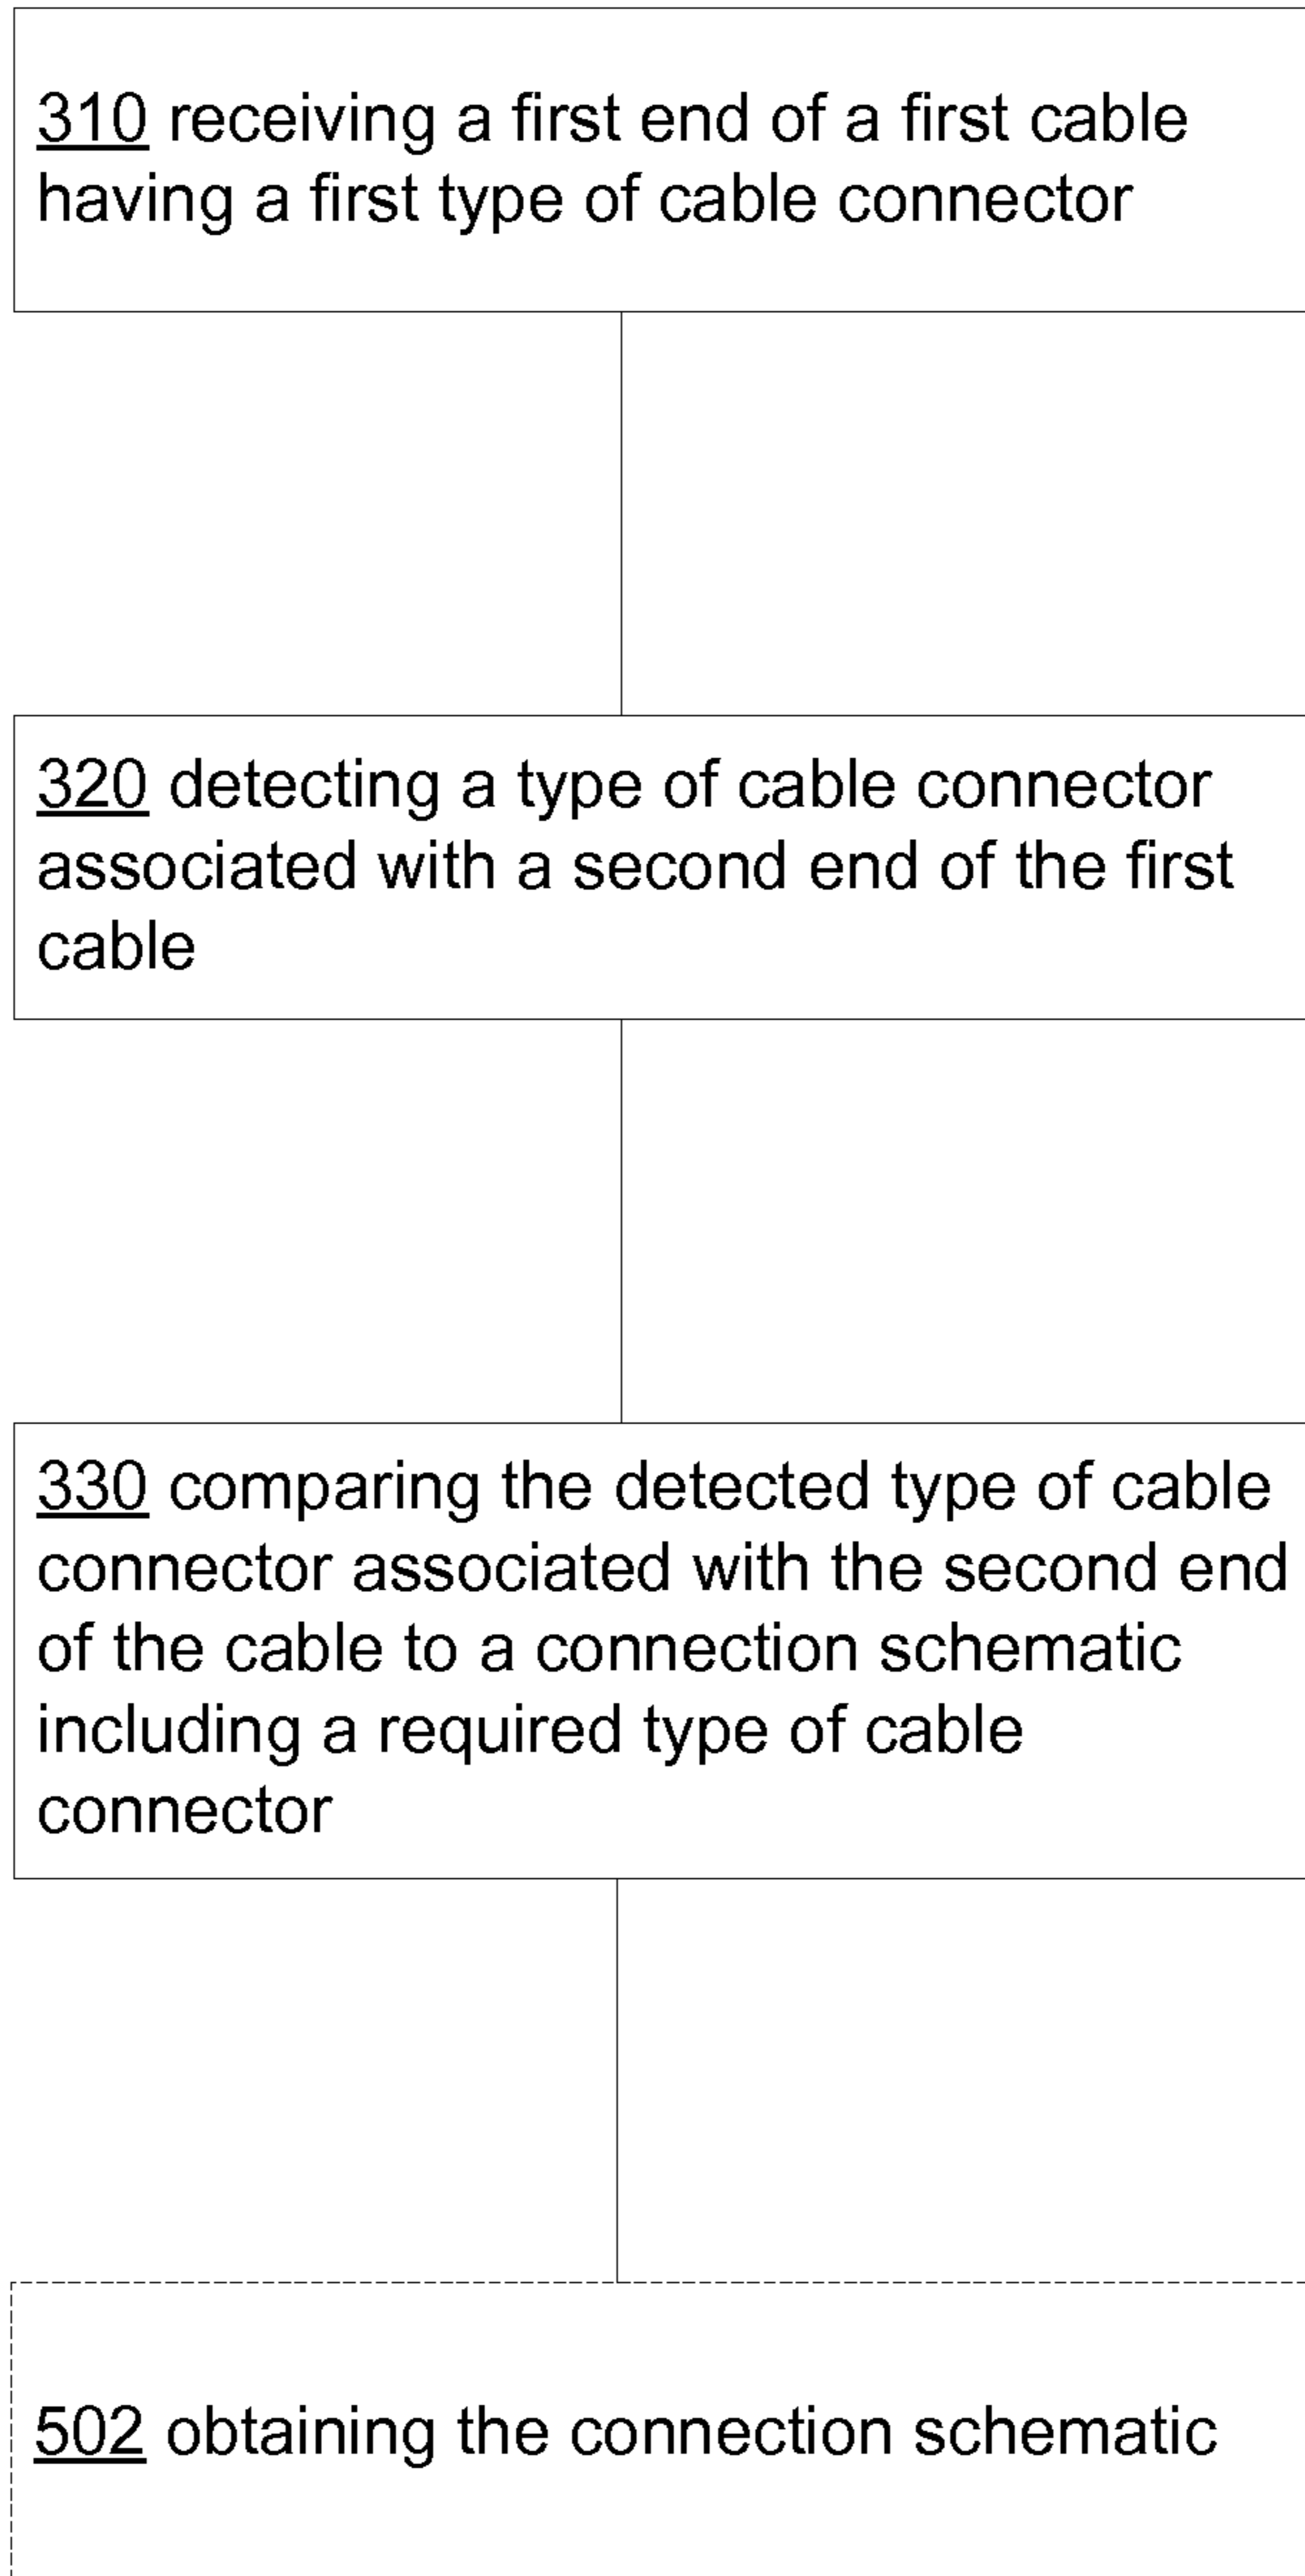 310 receiving a first end of a first cable
having a first type of cable connector
320 detecting a type of cable connector
associated with a second end of the first
cable
330 comparing the detected type of cable
connector associated with the second end
of the cable to a connection schematic
including a required type of cable
connector
502 obtaining the connection schematic